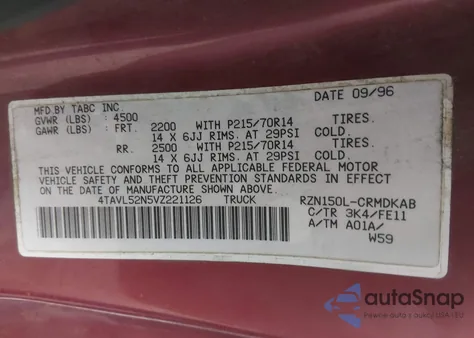 MFD.BY TABC INC. DATE 09/96
GVWR (LBS) : 4500
GAWR (LBS) : FRT. 2200 WITH P215/70R14 TIRES.
14 X 6JJ RIMS. AT 29PSI COLD.
RR. 2500 WITH P215/70R14 TIRES.
14 X 6JJ RIMS. AT 29PSI COLD.
THIS VEHICLE CONFORMS TO ALL APPLICABLE FEDERAL MOTOR
VEHICLE SAFETY AND THEFT PREVENTION STANDARDS IN EFFECT
ON THE DATE OF MANUFACTURE SHOWN ABOVE.
4TAVL52N5VZ221126 TRUCK RZN150L-CRMDKAB
C/TR 3K4/FE11
A/TM A01A/
W59
autoSnap